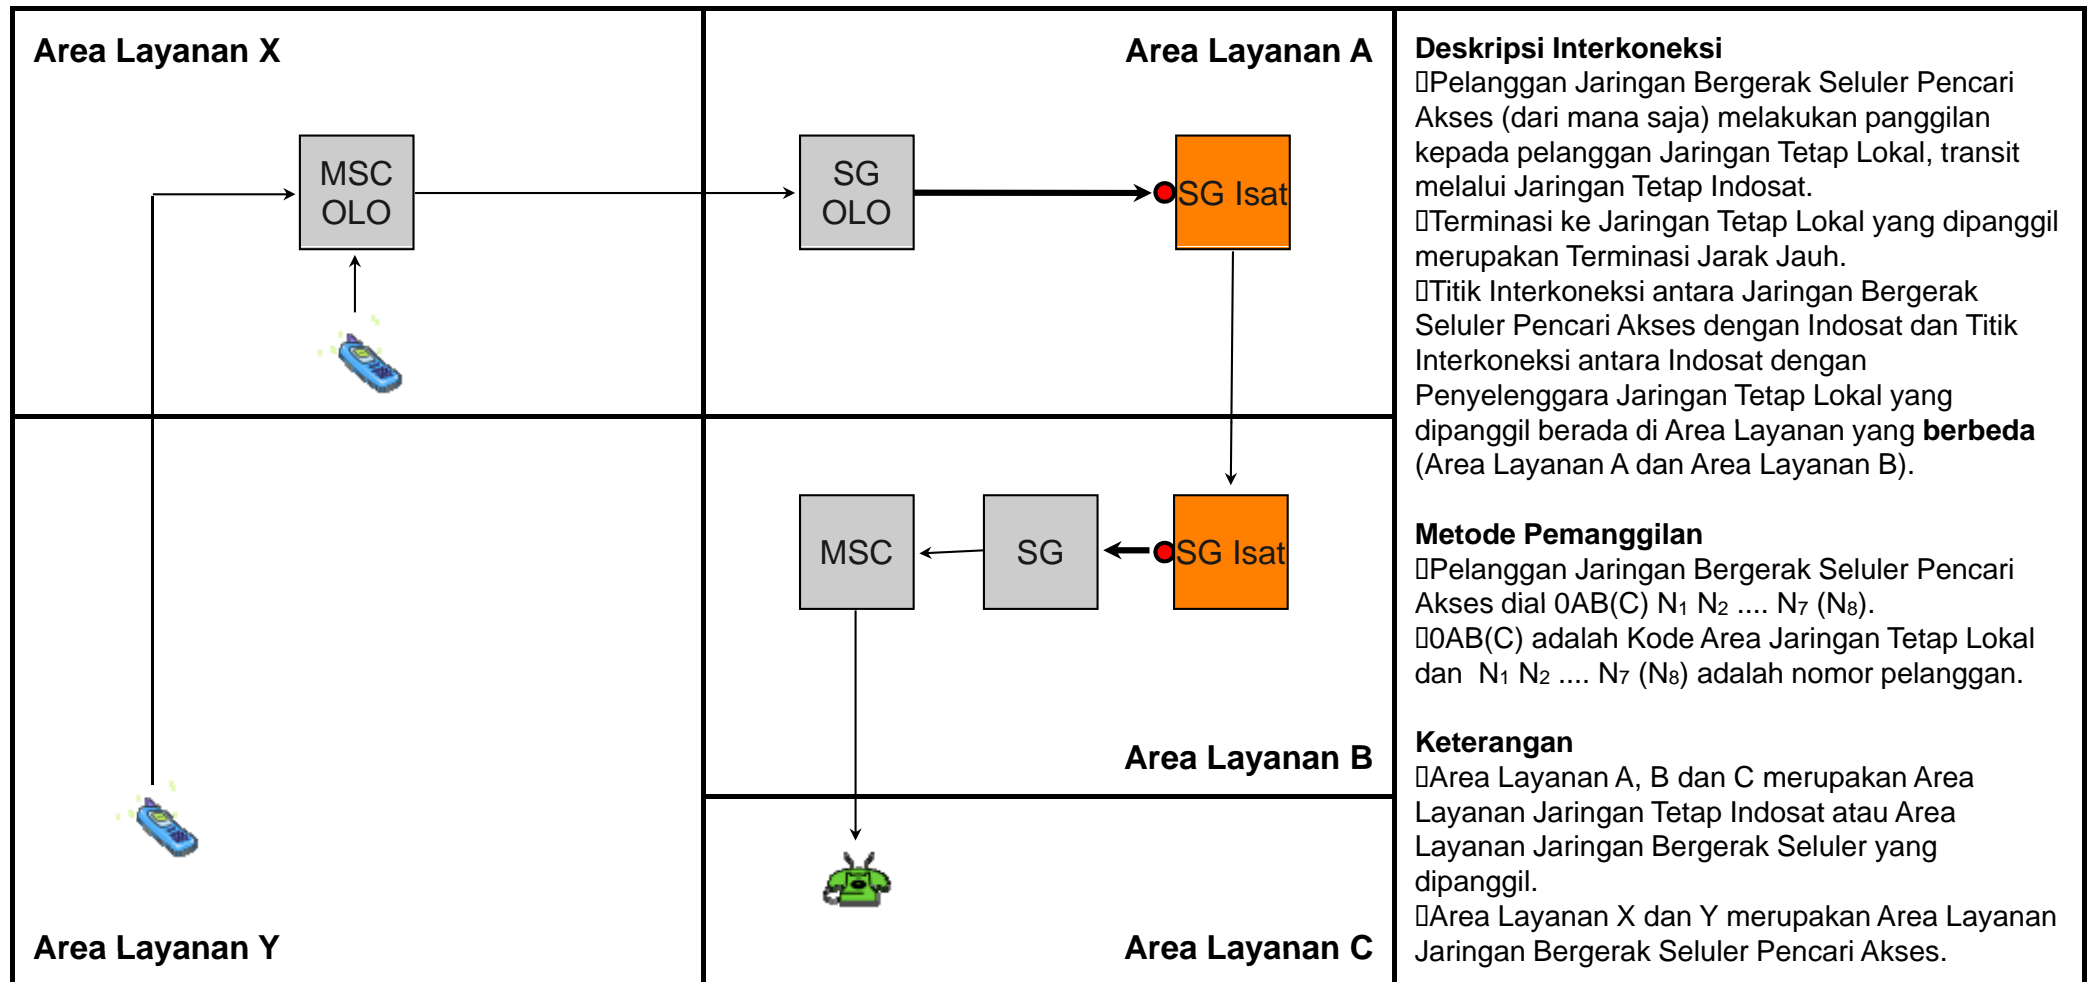 Area Layanan X
MSC
OLO
Area Layanan A
SG
OLO
SG Isat
MSC
SG
SG Isat
Area Layanan B
Area Layanan Y
Area Layanan C
Deskripsi Interkoneksi
▯Pelanggan Jaringan Bergerak Seluler Pencari
Akses (dari mana saja) melakukan panggilan
kepada pelanggan Jaringan Tetap Lokal, transit
melalui Jaringan Tetap Indosat.
▯Terminasi ke Jaringan Tetap Lokal yang dipanggil
merupakan Terminasi Jarak Jauh.
▯Titik Interkoneksi antara Jaringan Bergerak
Seluler Pencari Akses dengan Indosat dan Titik
Interkoneksi antara Indosat dengan
Penyelenggara Jaringan Tetap Lokal yang
dipanggil berada di Area Layanan yang berbeda
(Area Layanan A dan Area Layanan B).
Metode Pemanggilan
▯Pelanggan Jaringan Bergerak Seluler Pencari
Akses dial 0AB(C) N₁ N₂ .... N₇ (N₈).
▯0AB(C) adalah Kode Area Jaringan Tetap Lokal
dan N₁ N₂ .... N₇ (N₈) adalah nomor pelanggan.
Keterangan
▯Area Layanan A, B dan C merupakan Area
Layanan Jaringan Tetap Indosat atau Area
Layanan Jaringan Bergerak Seluler yang
dipanggil.
▯Area Layanan X dan Y merupakan Area Layanan
Jaringan Bergerak Seluler Pencari Akses.